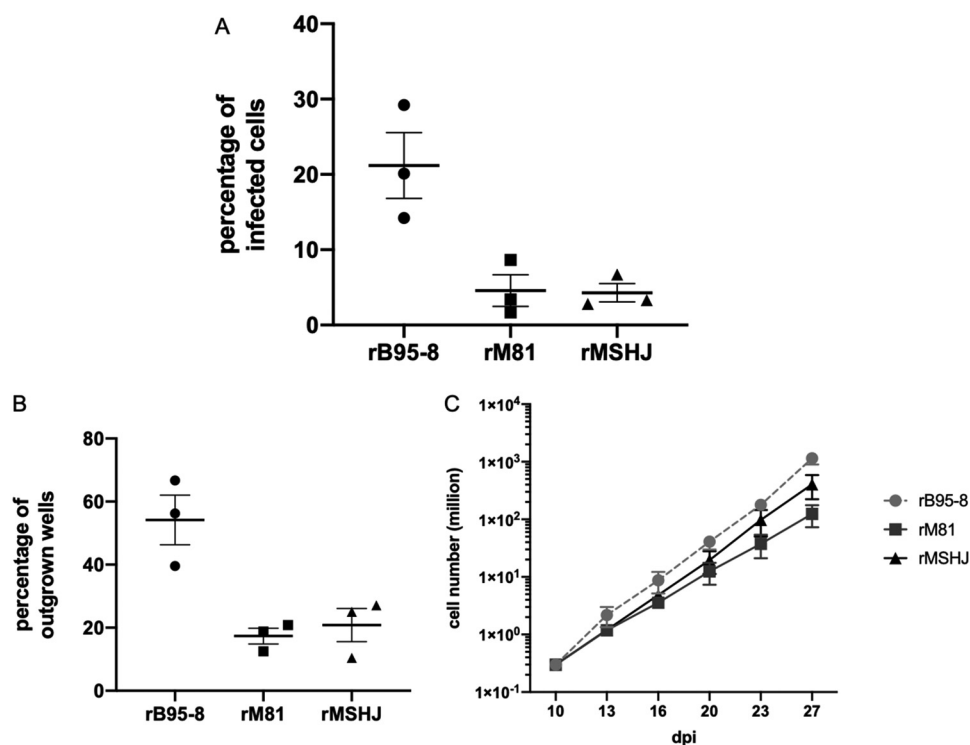 A
percentage of
infected cells
40
30
20
10
0
rB95-8
rM81
rMSHJ
B
percentage of
outgrown wells
80
60
40
20
0
rB95-8
rM81
rMSHJ
C
cell number (million)
1×10⁴
1×10³
1×10²
1×10¹
1×10⁰
1×10⁻¹
10
13
16
20
23
27
dpi
rB95-8
rM81
rMSHJ